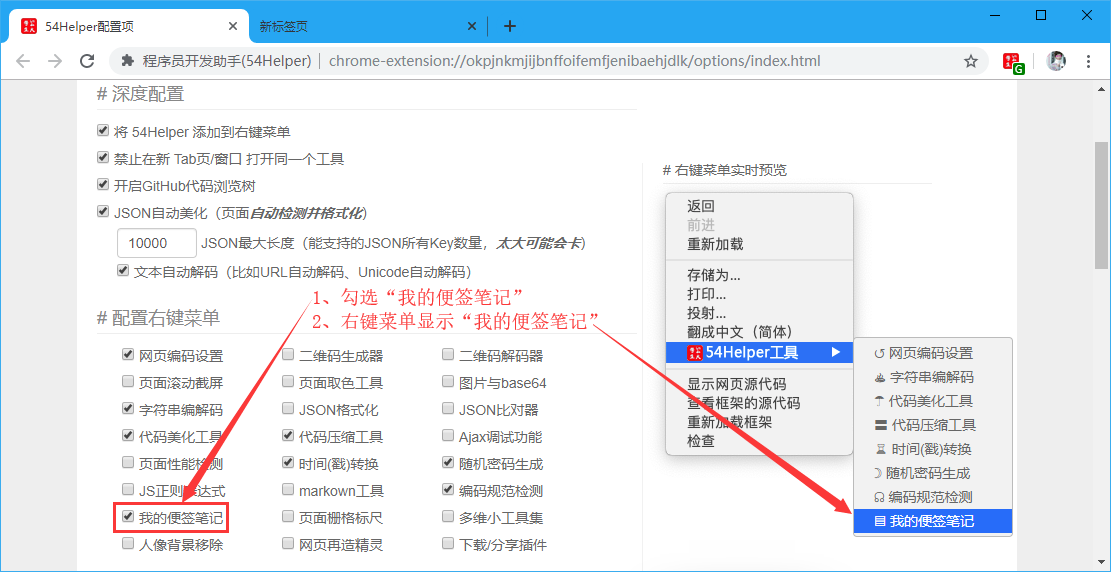 54Helper配置项
新标签页
程序员开发助手(54Helper) | chrome-extension://okpjnkmjijbnffoifemfjenibaehjdlk/options/index.html
# 深度配置
将 54Helper 添加到右键菜单
禁止在新 Tab页/窗口 打开同一个工具
开启GitHub代码浏览树
JSON自动美化（页面自动检测并格式化）
10000 JSON最大长度（能支持的JSON所有Key数量，太大可能会卡）
文本自动解码（比如URL自动解码、Unicode自动解码）
1、勾选“我的便签笔记”
2、右键菜单显示“我的便签笔记”
# 配置右键菜单
网页编码设置 二维码生成器 二维码解码器
页面滚动截屏 页面取色工具 图片与base64
字符串编解码 JSON格式化 JSON比对器
代码美化工具 代码压缩工具 Ajax调试功能
页面性能检测 时间(戳)转换 随机密码生成
JS正则表达式 markown工具 编码规范检测
我的便签笔记 页面栅格标尺 多维小工具集
人像背景移除 网页再造精灵 下载/分享插件
# 右键菜单实时预览
返回
前进
重新加载
存储为...
打印...
投射...
翻成中文（简体）
54Helper工具
显示网页源代码
查看框架的源代码
重新加载框架
检查
网页编码设置
字符串编解码
代码美化工具
代码压缩工具
时间(戳)转换
随机密码生成
编码规范检测
我的便签笔记